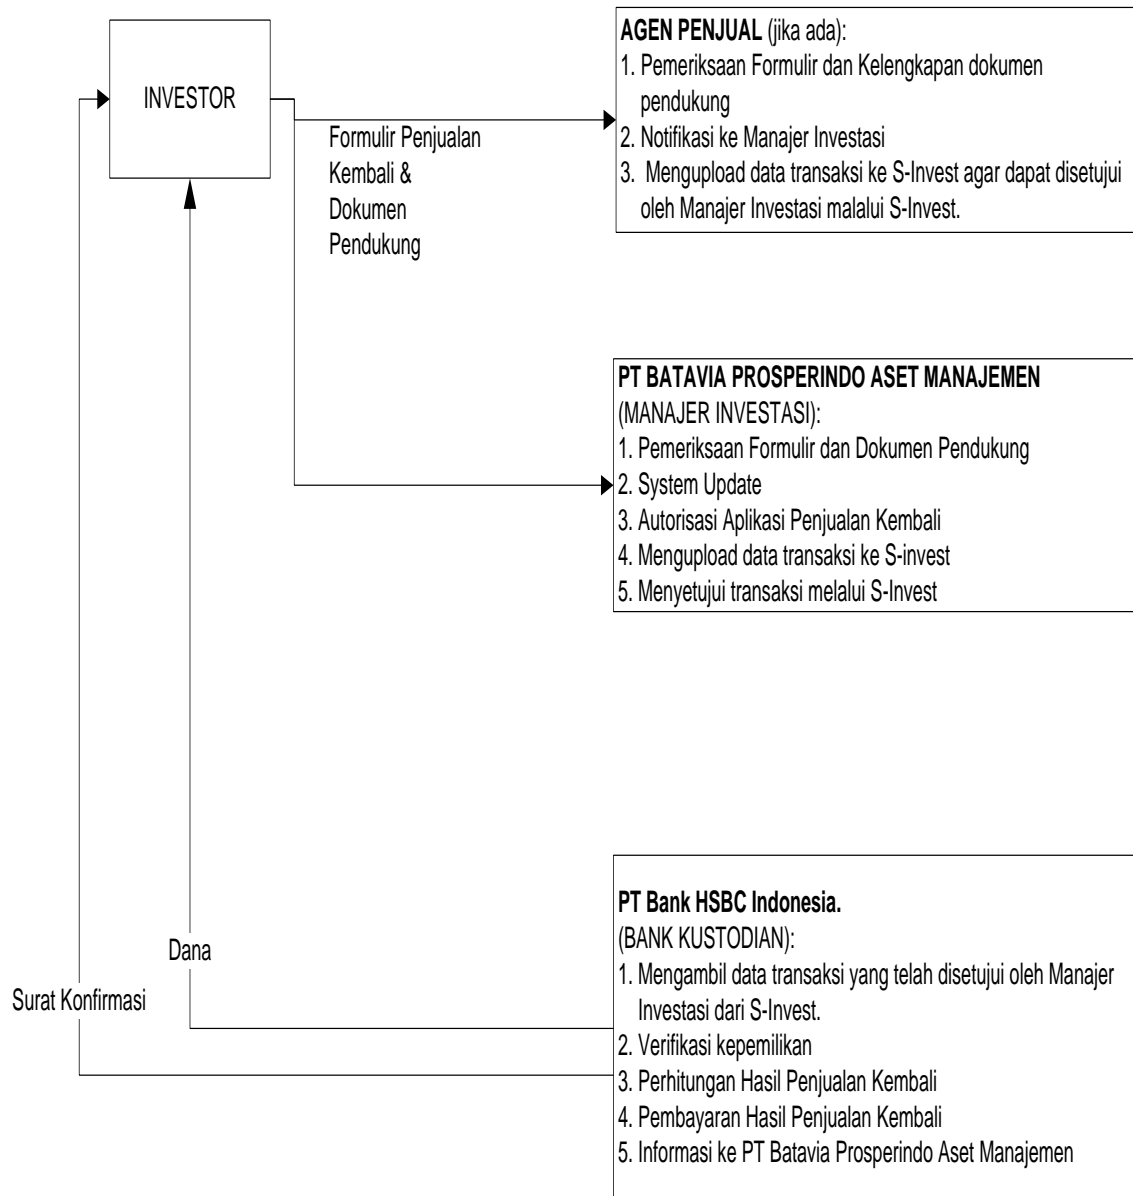 INVESTOR
Formulir Penjualan
Kembali &
Dokumen
Pendukung
AGEN PENJUAL (jika ada):
1. Pemeriksaan Formulir dan Kelengkapan dokumen
pendukung
2. Notifikasi ke Manajer Investasi
3. Mengupload data transaksi ke S-Invest agar dapat disetujui
oleh Manajer Investasi malalui S-Invest.
PT BATAVIA PROSPERINDO ASET MANAJEMEN
(MANAJER INVESTASI):
1. Pemeriksaan Formulir dan Dokumen Pendukung
2. System Update
3. Autorisasi Aplikasi Penjualan Kembali
4. Mengupload data transaksi ke S-invest
5. Menyetujui transaksi melalui S-Invest
PT Bank HSBC Indonesia.
(BANK KUSTODIAN):
1. Mengambil data transaksi yang telah disetujui oleh Manajer
Investasi dari S-Invest.
2. Verifikasi kepemilikan
3. Perhitungan Hasil Penjualan Kembali
4. Pembayaran Hasil Penjualan Kembali
5. Informasi ke PT Batavia Prosperindo Aset Manajemen
Dana
Surat Konfirmasi